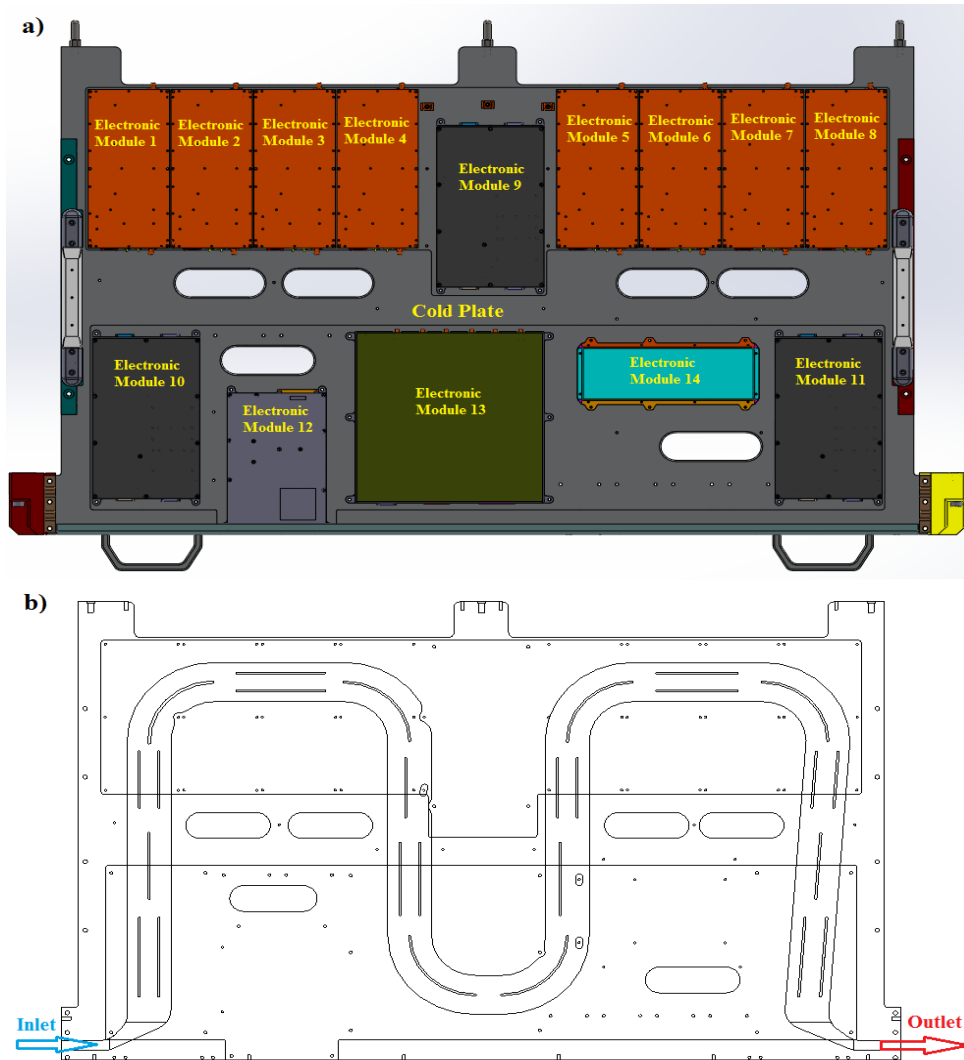 a)
Electronic
Module 1
Electronic
Module 2
Electronic
Module 3
Electronic
Module 4
Electronic
Module 5
Electronic
Module 6
Electronic
Module 7
Electronic
Module 8
Electronic
Module 9
Cold Plate
Electronic
Module 10
Electronic
Module 12
Electronic
Module 13
Electronic
Module 14
Electronic
Module 11
b)
Inlet
Outlet